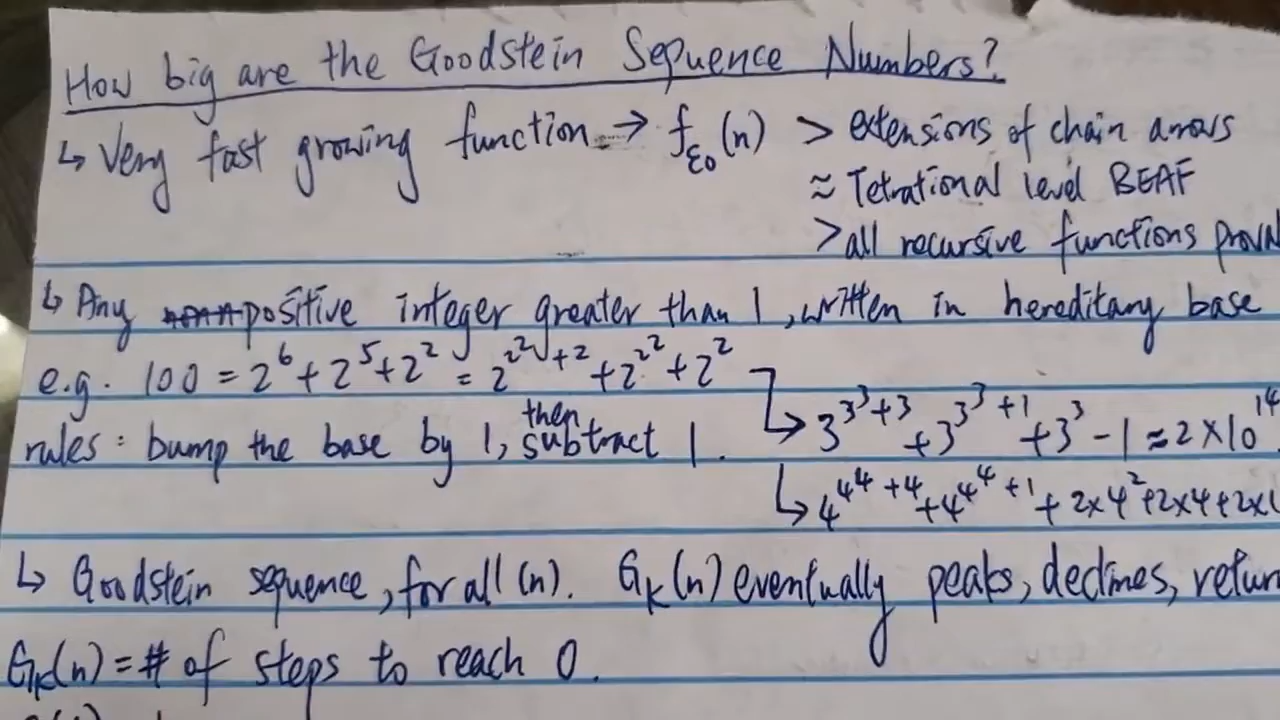 How big are the Goodstein Sequence Numbers?
↳ Very fast growing function → f_ε0(n) > extensions of chain arrows
≈ Tetrational level BEAF
> all recursive functions prova
↳ Any positive integer greater than 1, written in hereditary base
e.g. 100 = 2^6 + 2^5 + 2^2 = 2^(2^2+2) + 2^(2^2) + 2^2
↳ 3^(3^3+3) + 3^(3^3+1) + 3^3 - 1 ≈ 2×10^14
rules: bump the base by 1, then subtract 1.
↳ 4^(4^4+4) + 4^(4^4+1) + 2×4^2+2×4+2×1
↳ Goodstein sequence, for all (n). G_k(n) eventually peaks, declines, return
G_k(n) = # of steps to reach 0.